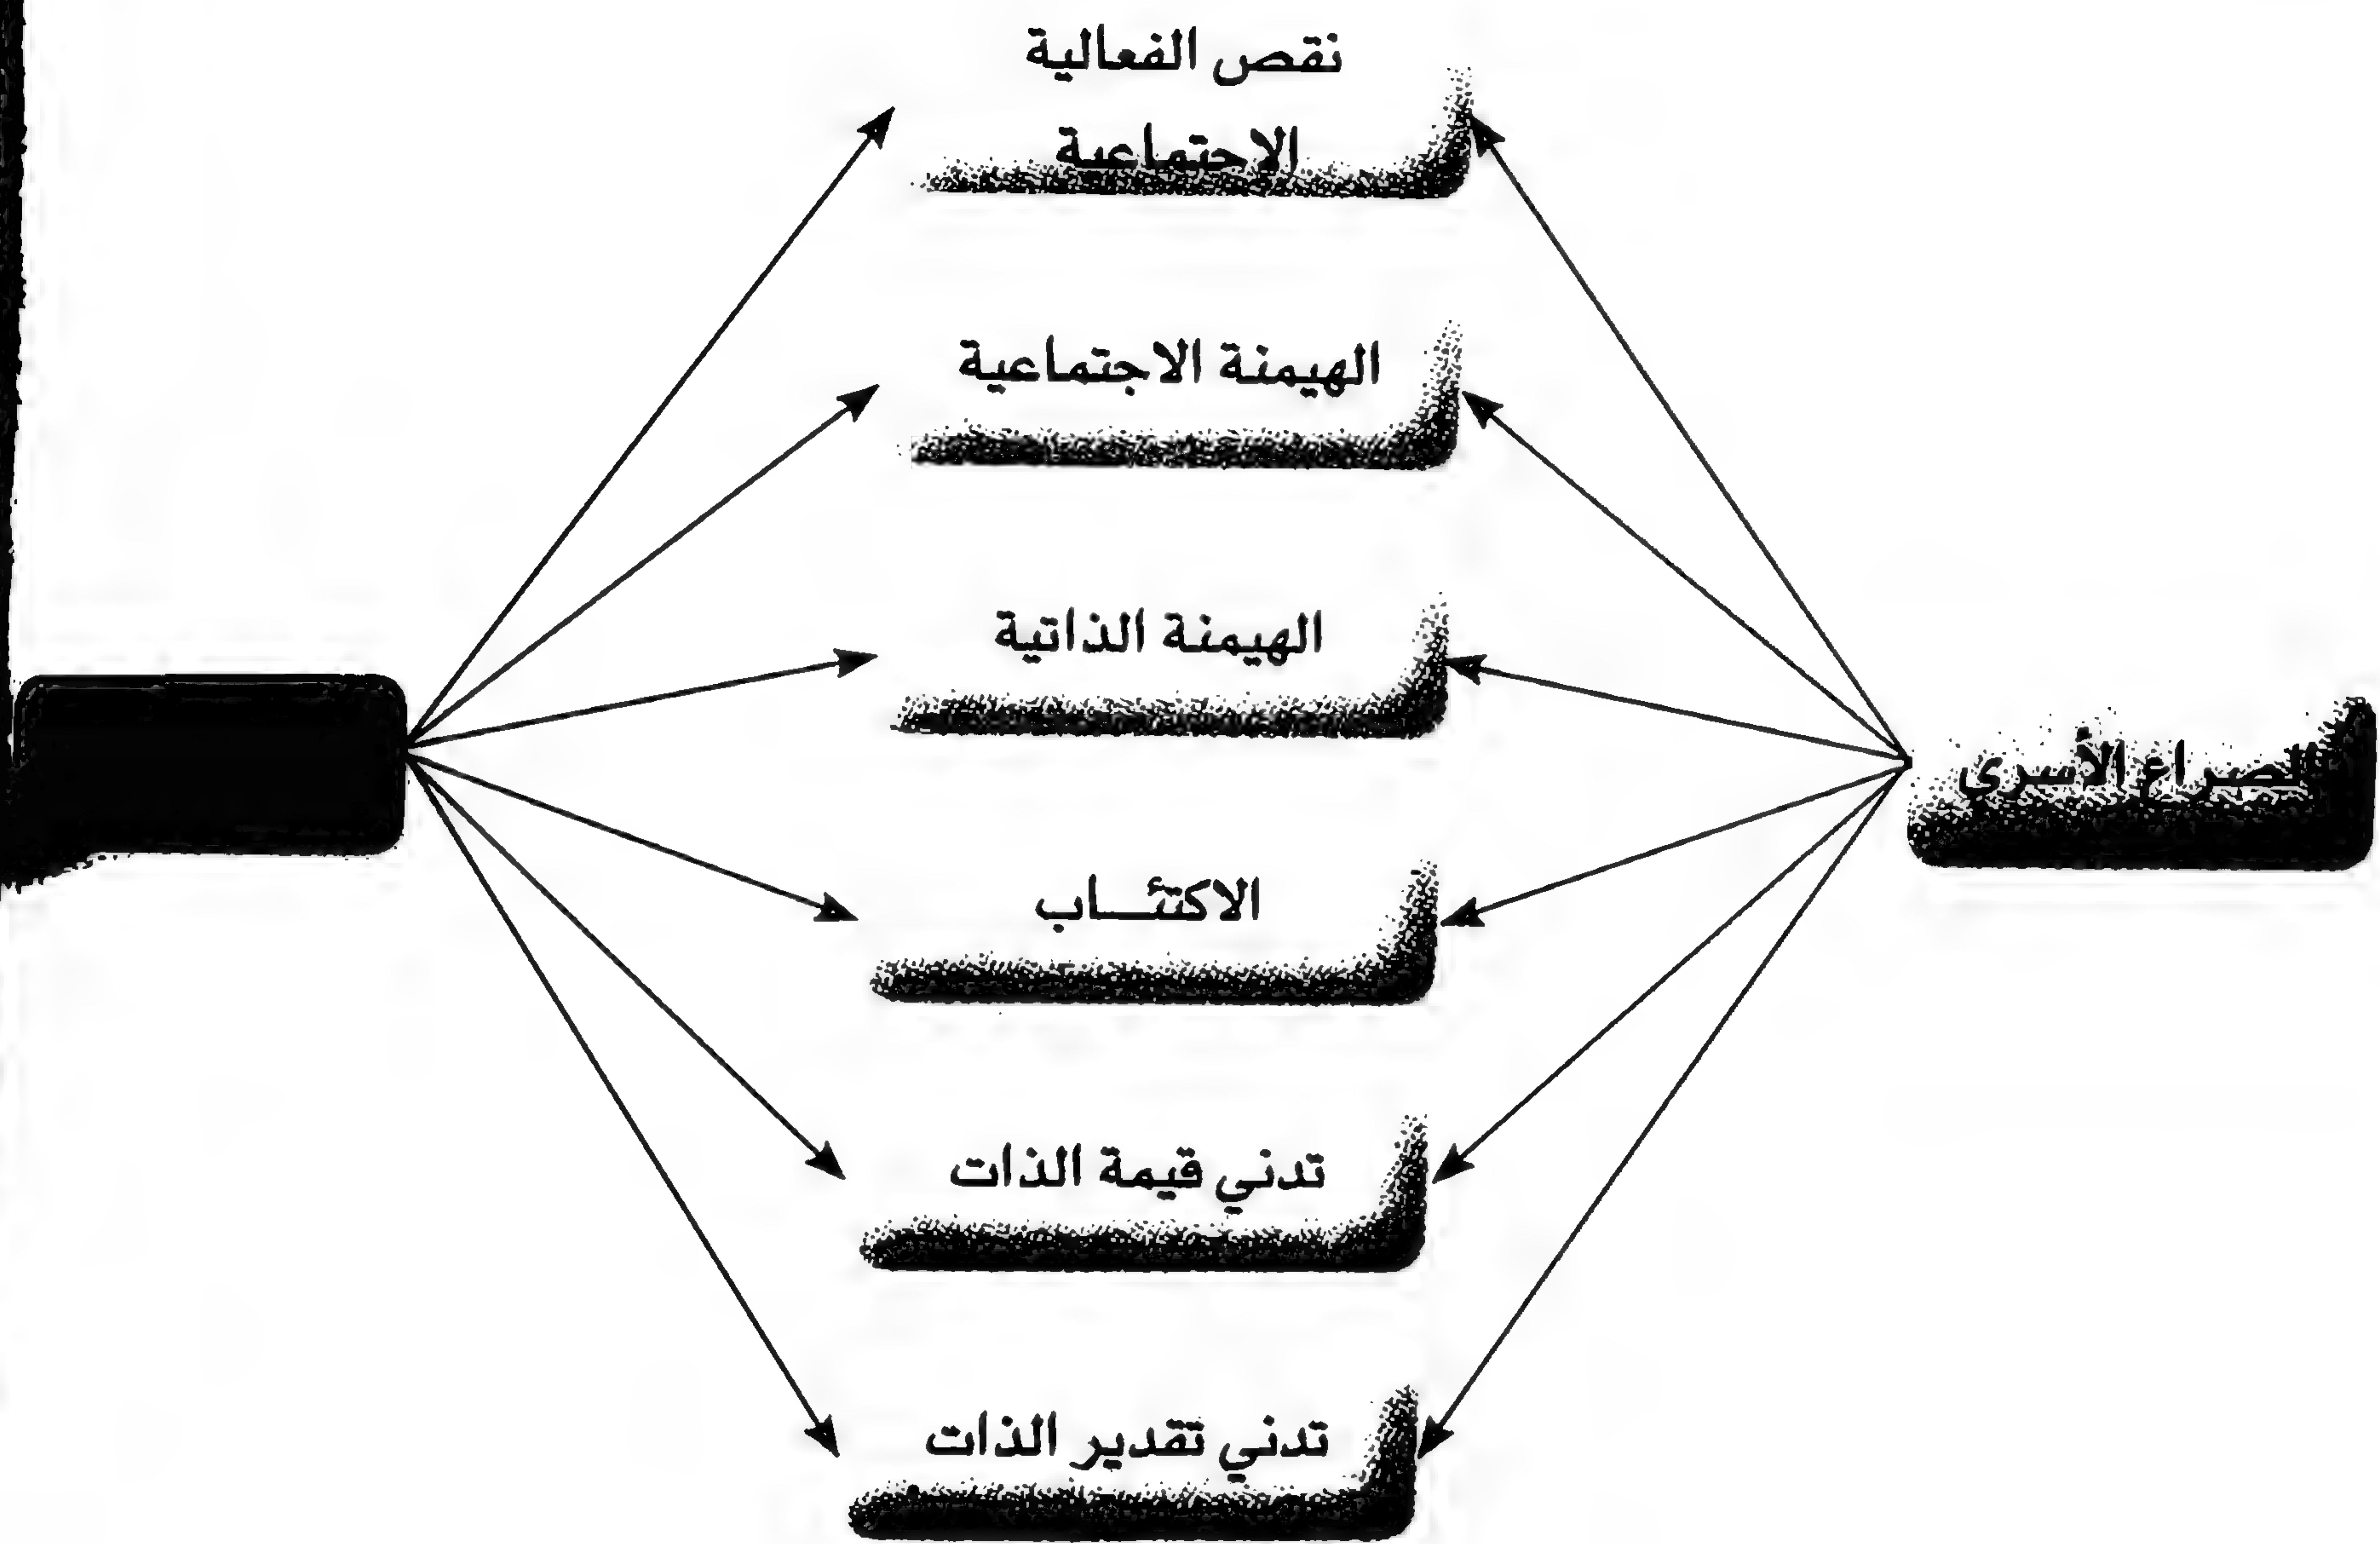 نقص الفعالية
الاجتماعية
الهيمنة الاجتماعية
الهيمنة الذاتية
الصراع الأسري
الاكتئـــاب
تدني قيمة الذات
تدني تقدير الذات